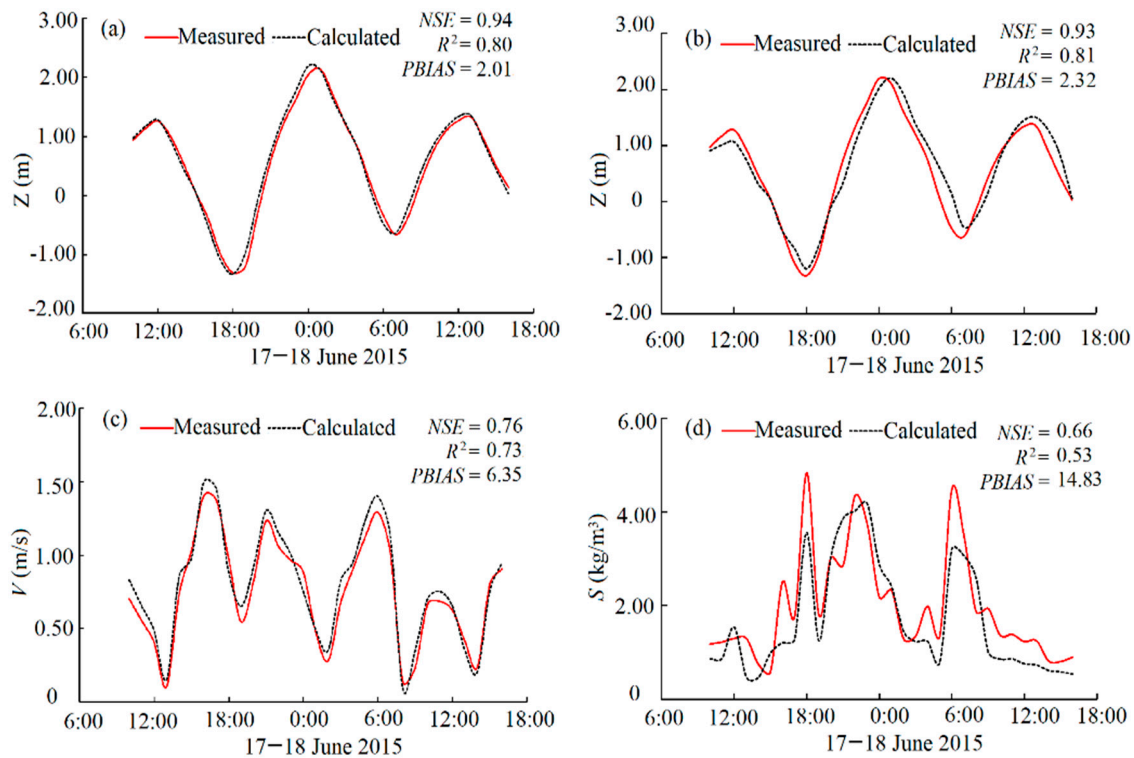 (a)
Measured
Calculated
NSE = 0.94
R² = 0.80
PBIAS = 2.01
Z (m)
2.00
1.00
0
-1.00
-2.00
6:00 12:00 18:00 0:00 6:00 12:00 18:00
17−18 June 2015
(b)
Measured
Calculated
NSE = 0.93
R² = 0.81
PBIAS = 2.32
Z (m)
3.00
2.00
1.00
0
-1.00
-2.00
6:00 12:00 18:00 0:00 6:00 12:00 18:00
17−18 June 2015
(c)
Measured
Calculated
NSE = 0.76
R² = 0.73
PBIAS = 6.35
V (m/s)
2.00
1.50
1.00
0.50
0
6:00 12:00 18:00 0:00 6:00 12:00 18:00
17−18 June 2015
(d)
Measured
Calculated
NSE = 0.66
R² = 0.53
PBIAS = 14.83
S (kg/m³)
6.00
4.00
2.00
0
6:00 12:00 18:00 0:00 6:00 12:00 18:00
17−18 June 2015